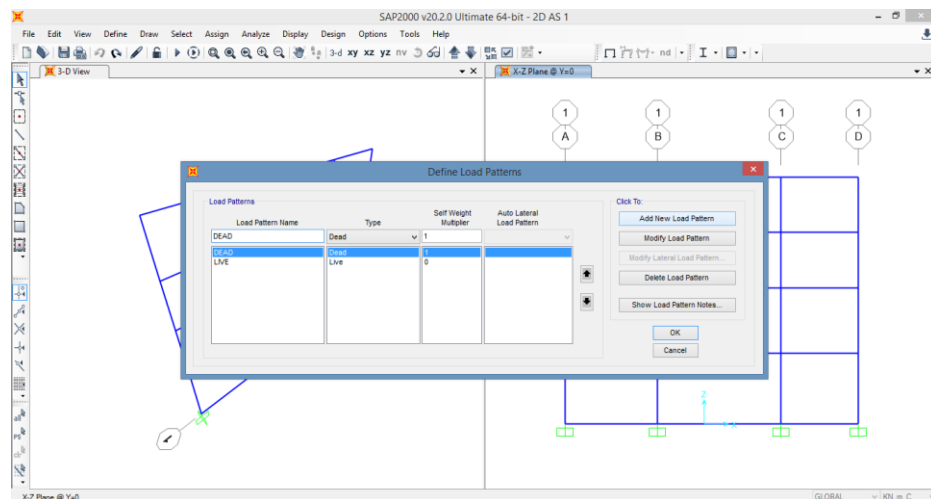 SAP2000 v20.2.0 Ultimate 64-bit - 2D AS 1
File Edit View Define Draw Select Assign Analyze Display Design Options Tools Help
3-d xy xz yz nv nd
3-D View
X-Z Plane @ Y=0
1 1 1 1
A B C D
Define Load Patterns
Load Patterns
Click To:
Load Pattern Name Type Self Weight Multiplier Auto Lateral Load Pattern
DEAD Dead 1
DEAD Dead 1
LIVE Live 0
Add New Load Pattern
Modify Load Pattern
Modify Lateral Load Pattern...
Delete Load Pattern
Show Load Pattern Notes...
OK
Cancel
Z
X
X-Z Plane @ Y=0
GLOBAL
KN, m, C